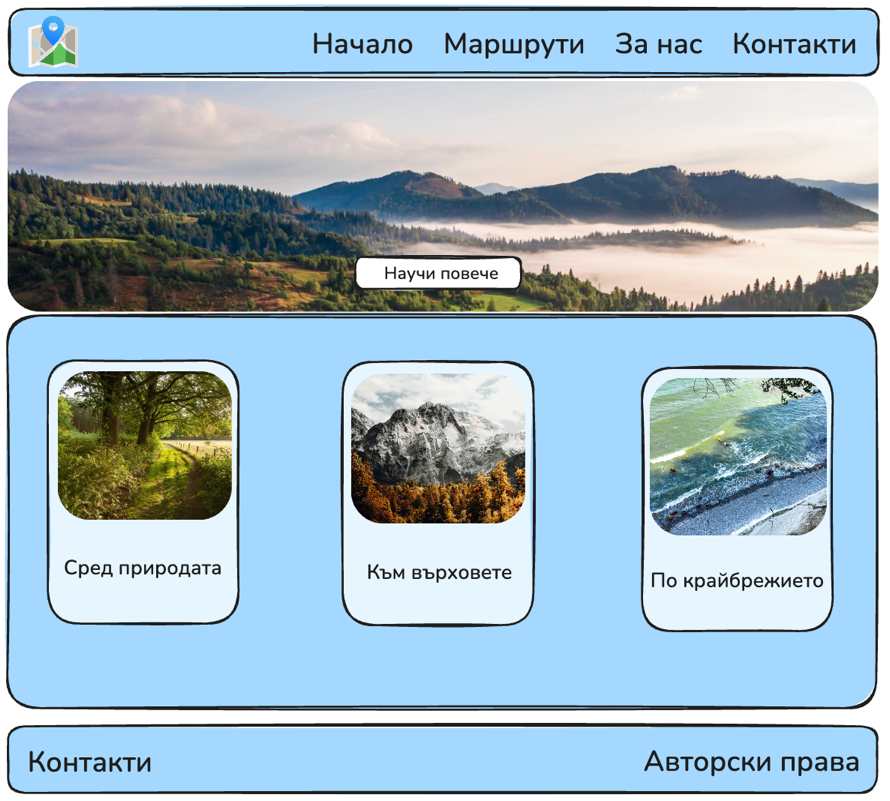 Начало Маршрути За нас Контакти
Научи повече
Сред природата
Към върховете
По крайбрежието
Контакти
Авторски права